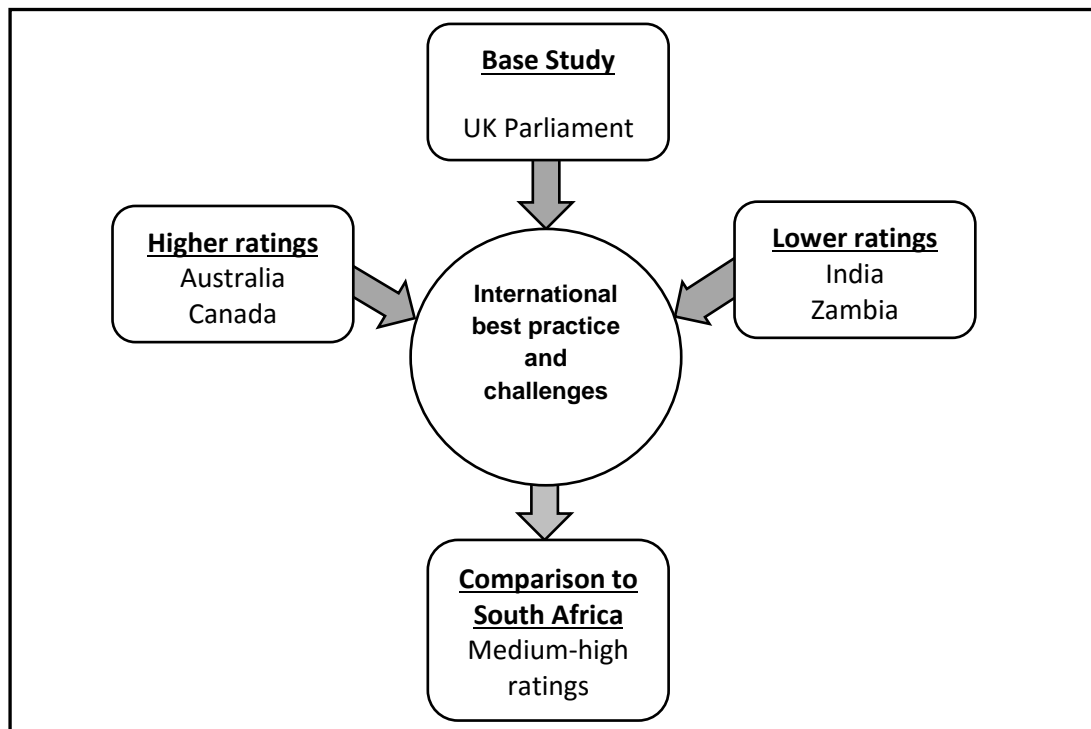 Base Study
UK Parliament
Higher ratings
Australia
Canada
Lower ratings
India
Zambia
International
best practice
and
challenges
Comparison to
South Africa
Medium-high
ratings